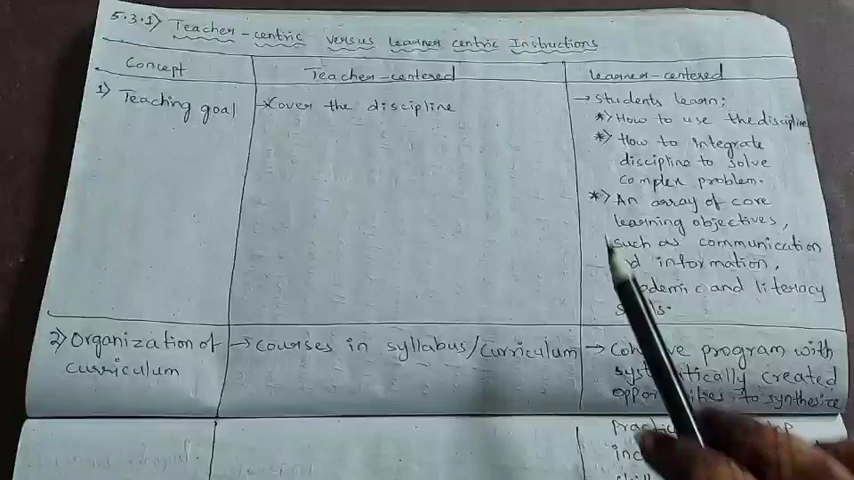 5.3.1) Teacher-centric versus learner centric Instructions
Concept Teacher-centered Learner-centered
1) Teaching goal
→ Cover the discipline
→ Students learn;
*) How to use the discipline
*) How to integrate
discipline to solve
complex problem.
*) An array of core
learning objectives,
such as communication
information,
and literacy
2) Organization of
curriculum
→ Courses in syllabus/curriculum
→ program with
created
to synthesize